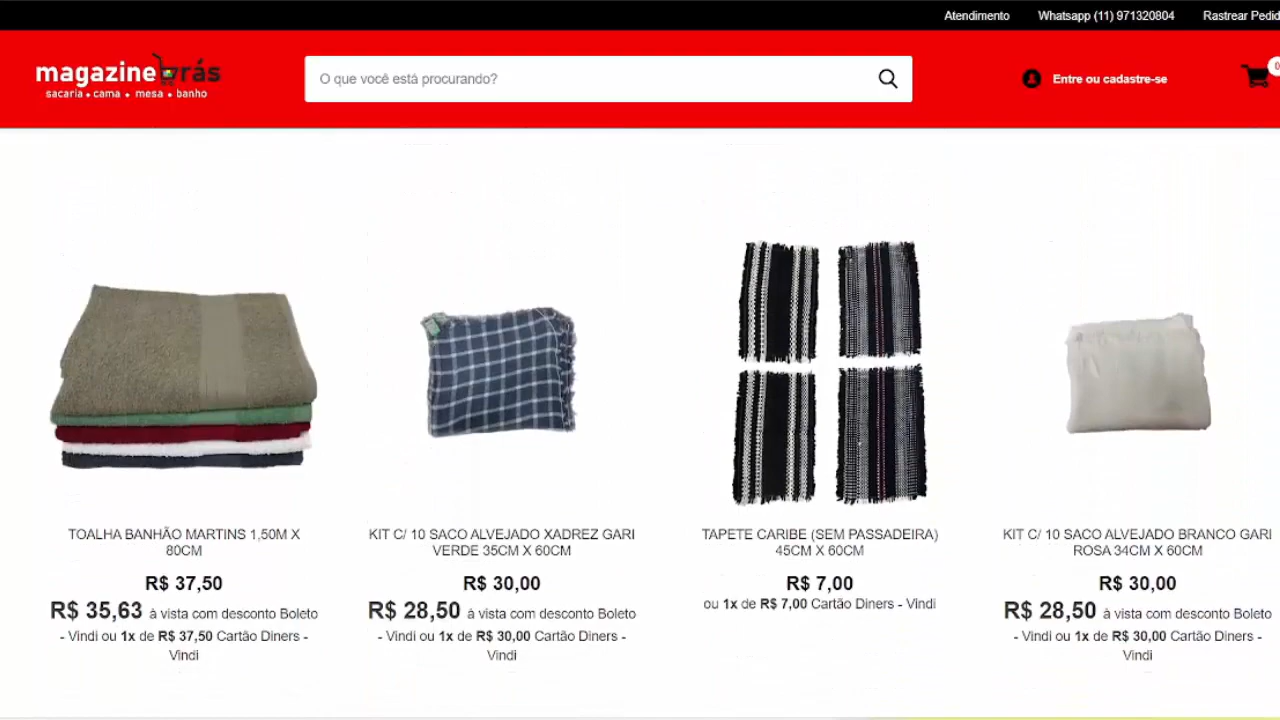 Atendimento Whatsapp (11) 971320804 Rastrear Pedid
magazine brás
sacaria • cama • mesa • banho
O que você está procurando?
Entre ou cadastre-se
0
TOALHA BANHÃO MARTINS 1,50M X
80CM
R$ 37,50
R$ 35,63 à vista com desconto Boleto
- Vindi ou 1x de R$ 37,50 Cartão Diners -
Vindi
KIT C/ 10 SACO ALVEJADO XADREZ GARI
VERDE 35CM X 60CM
R$ 30,00
R$ 28,50 à vista com desconto Boleto
- Vindi ou 1x de R$ 30,00 Cartão Diners -
Vindi
TAPETE CARIBE (SEM PASSADEIRA)
45CM X 60CM
R$ 7,00
ou 1x de R$ 7,00 Cartão Diners - Vindi
KIT C/ 10 SACO ALVEJADO BRANCO GARI
ROSA 34CM X 60CM
R$ 30,00
R$ 28,50 à vista com desconto Boleto
- Vindi ou 1x de R$ 30,00 Cartão Diners -
Vindi